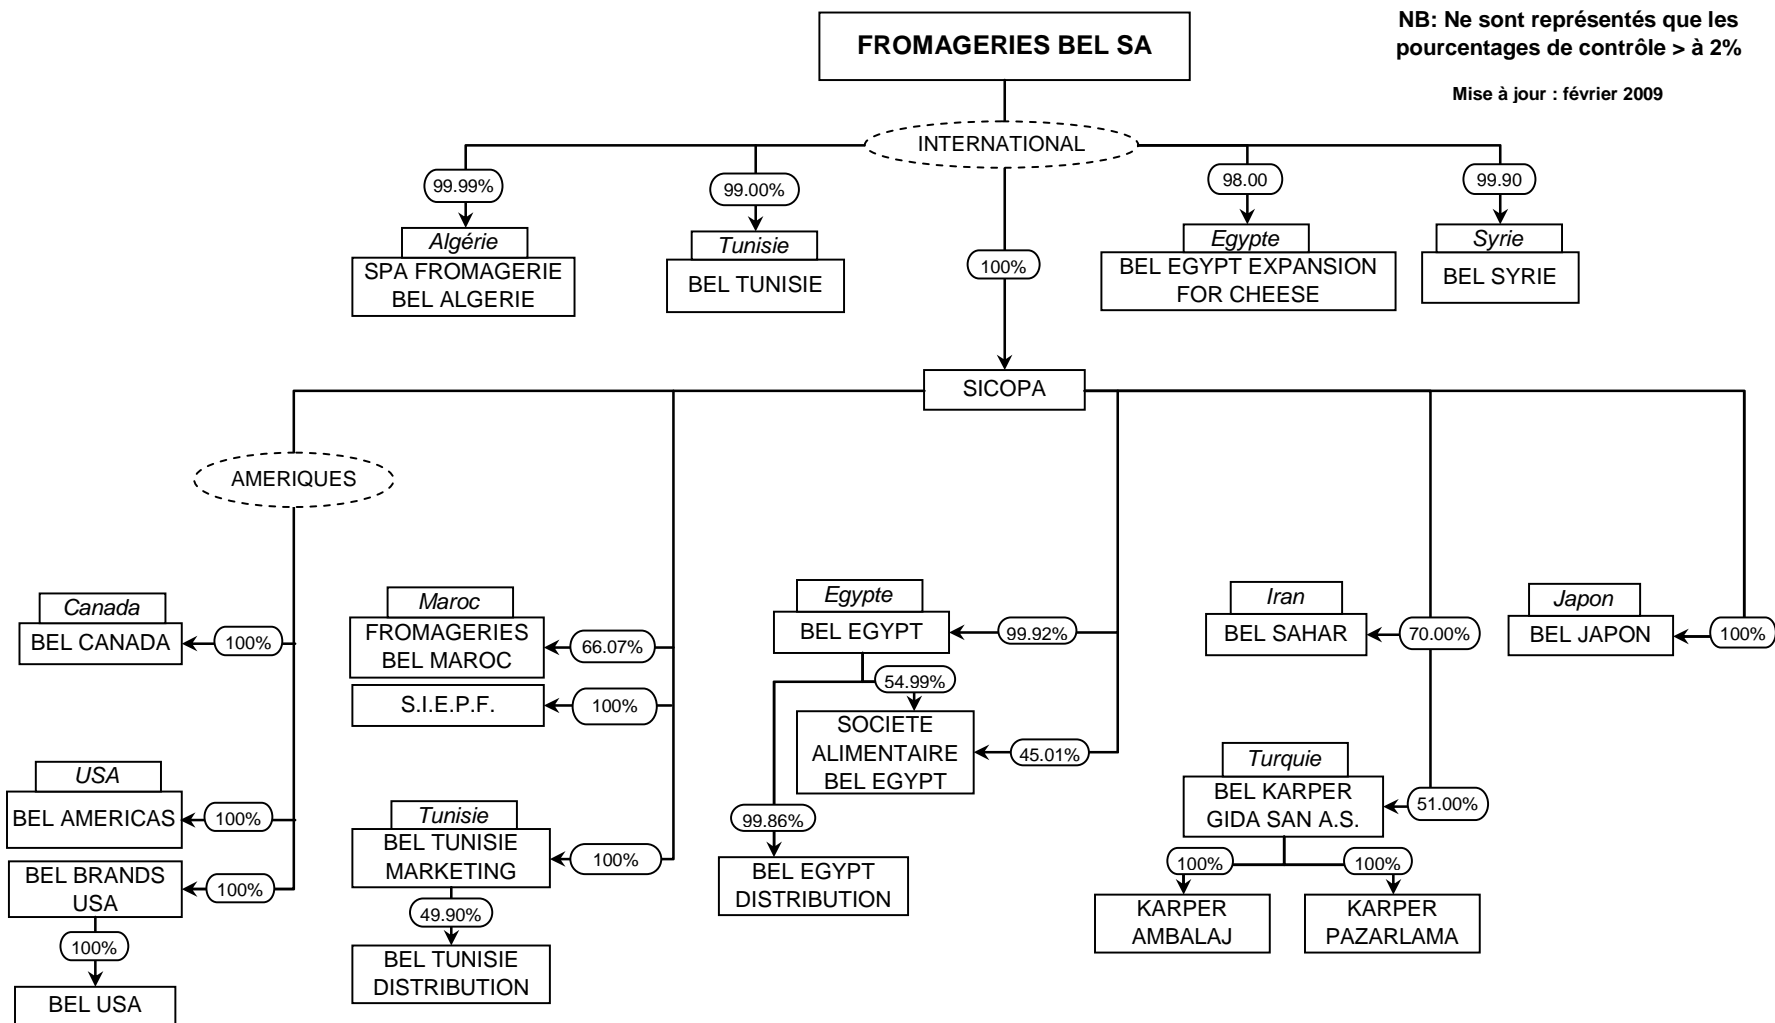 FROMAGERIES BEL SA
NB: Ne sont représentés que les
pourcentages de contrôle > à 2%
Mise à jour : février 2009
INTERNATIONAL
99.99%
99.00%
98.00
99.90
Algérie
SPA FROMAGERIE
BEL ALGERIE
Tunisie
BEL TUNISIE
100%
Egypte
BEL EGYPT EXPANSION
FOR CHEESE
Syrie
BEL SYRIE
SICOPA
AMERIQUES
Canada
BEL CANADA
100%
Maroc
FROMAGERIES
BEL MAROC
66.07%
S.I.E.P.F.
100%
Egypte
BEL EGYPT
99.92%
54.99%
SOCIETE
ALIMENTAIRE
BEL EGYPT
45.01%
99.86%
BEL EGYPT
DISTRIBUTION
Iran
BEL SAHAR
70.00%
Japon
BEL JAPON
100%
USA
BEL AMERICAS
100%
BEL BRANDS
USA
100%
100%
BEL USA
Tunisie
BEL TUNISIE
MARKETING
100%
49.90%
BEL TUNISIE
DISTRIBUTION
Turquie
BEL KARPER
GIDA SAN A.S.
51.00%
100%
100%
KARPER
AMBALAJ
KARPER
PAZARLAMA